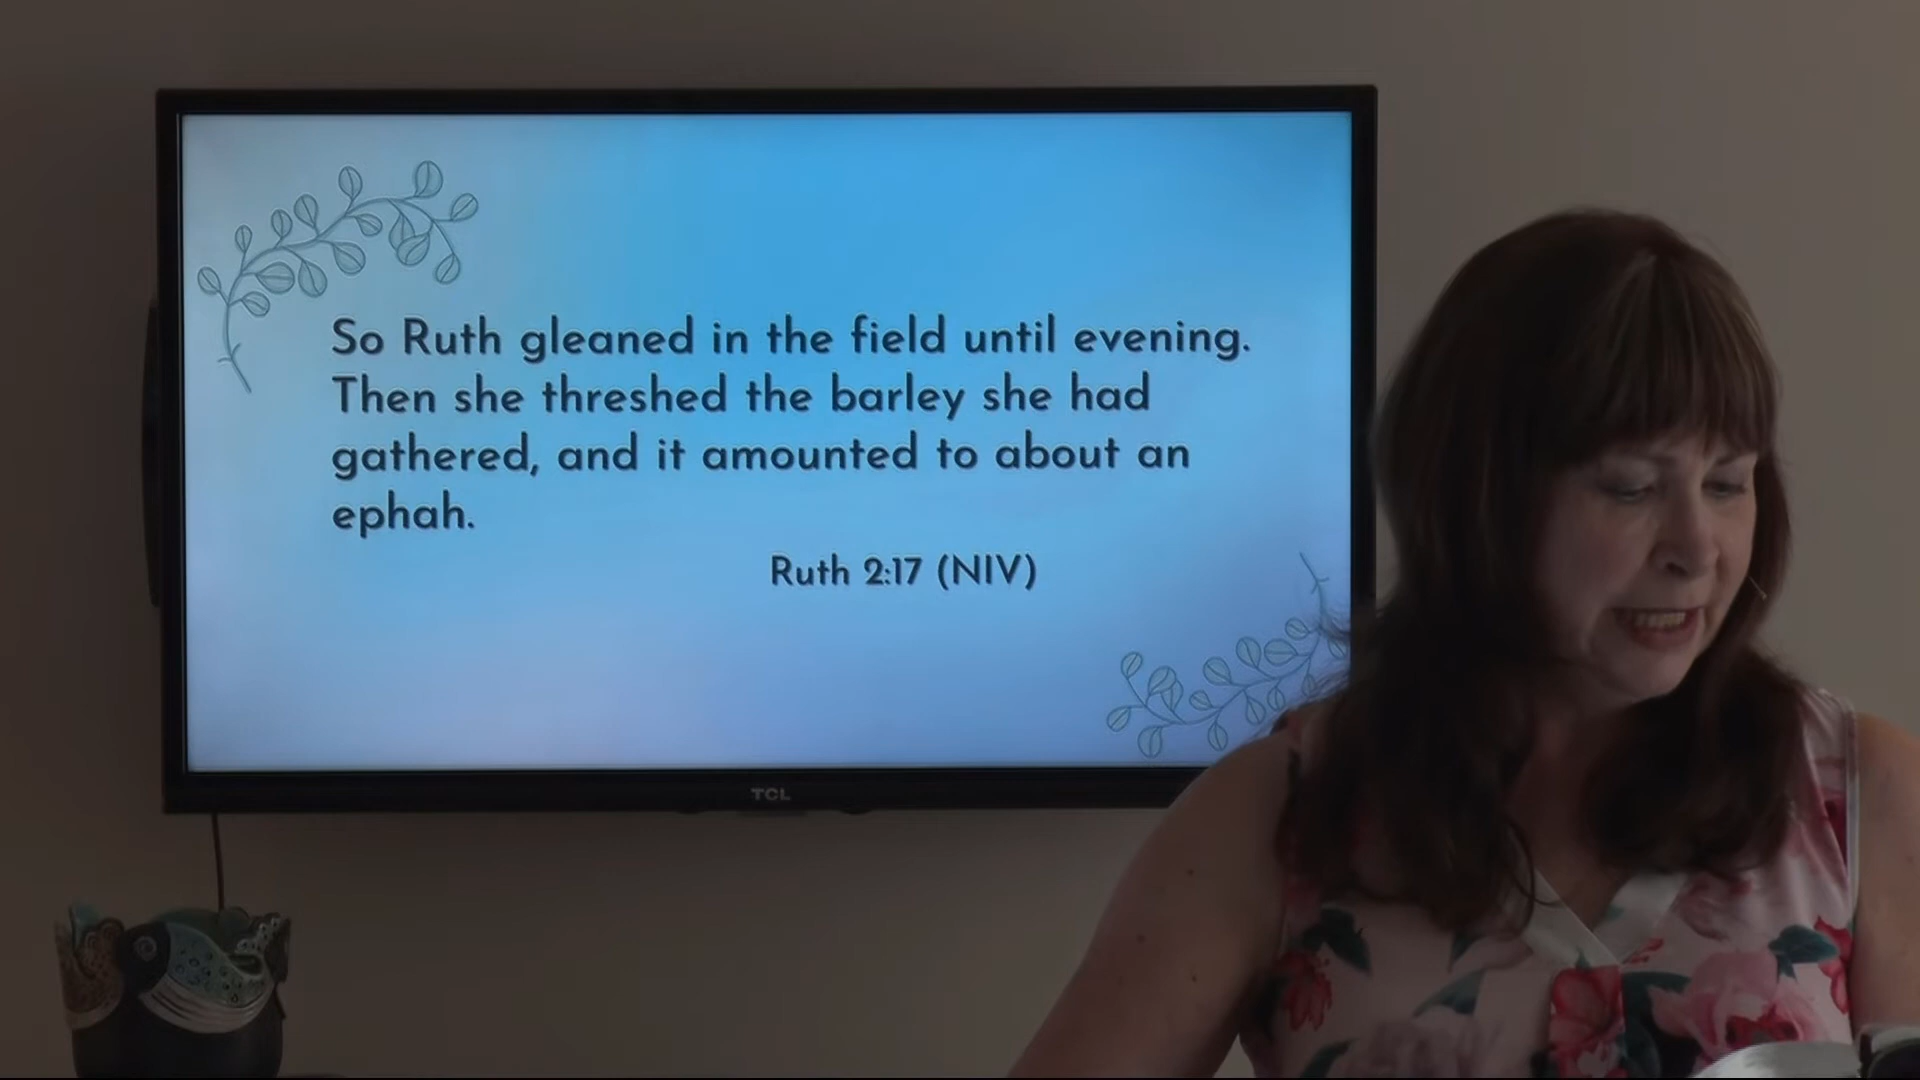 So Ruth gleaned in the field until evening.
Then she threshed the barley she had
gathered, and it amounted to about an
ephah.
Ruth 2:17 (NIV)
TCL